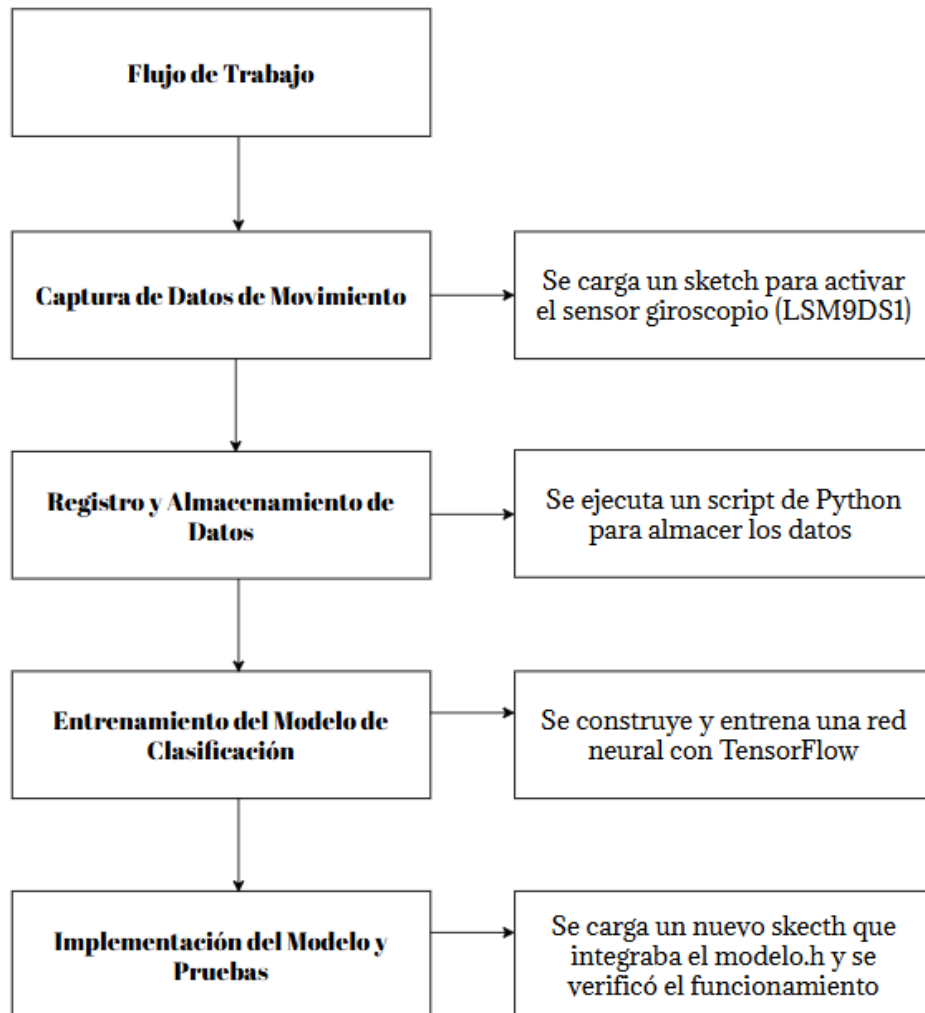 Flujo de Trabajo
Captura de Datos de Movimiento
Se carga un sketch para activar
el sensor giroscopio (LSM9DS1)
Registro y Almacenamiento de
Datos
Se ejecuta un script de Python
para almacer los datos
Entrenamiento del Modelo de
Clasificación
Se construye y entrena una red
neural con TensorFlow
Implementación del Modelo y
Pruebas
Se carga un nuevo skecth que
integraba el modelo.h y se
verificó el funcionamiento